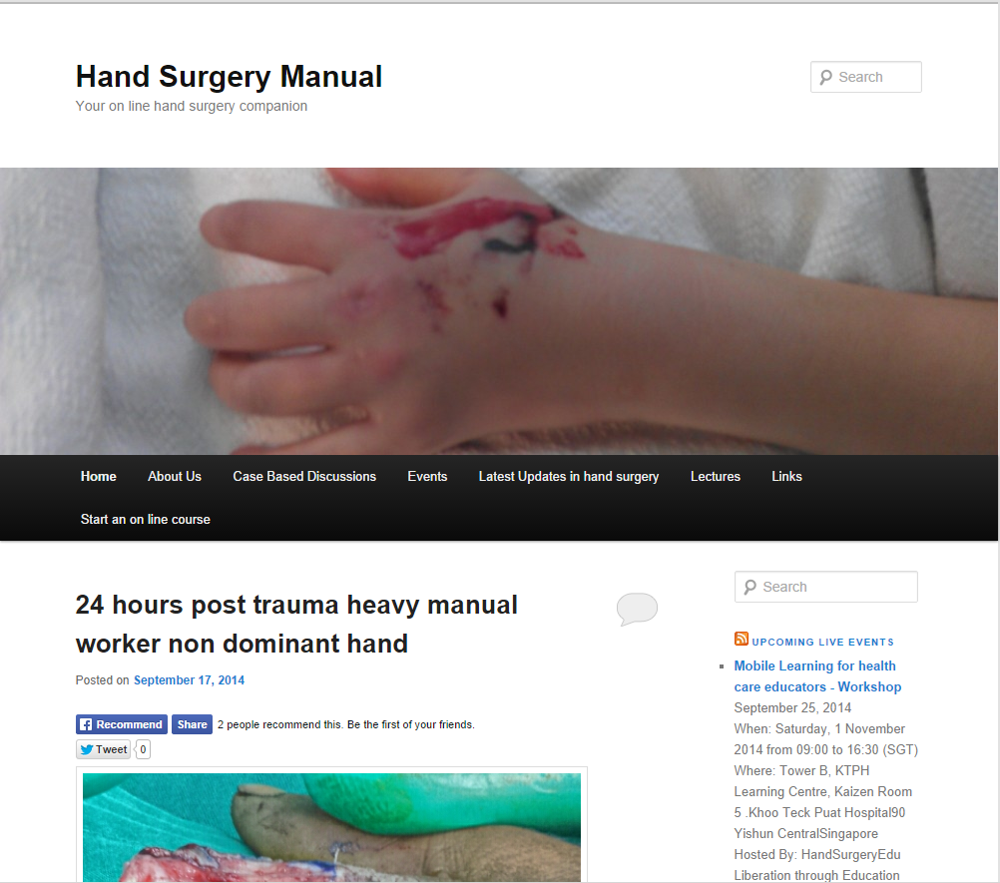 Hand Surgery Manual
Your on line hand surgery companion
Search
Home About Us Case Based Discussions Events Latest Updates in hand surgery Lectures Links
Start an on line course
24 hours post trauma heavy manual
worker non dominant hand
Posted on September 17, 2014
Recommend Share 2 people recommend this. Be the first of your friends.
Tweet 0
Search
UPCOMING LIVE EVENTS
Mobile Learning for health
care educators - Workshop
September 25, 2014
When: Saturday, 1 November
2014 from 09:00 to 16:30 (SGT)
Where: Tower B, KTPH
Learning Centre, Kaizen Room
5 .Khoo Teck Puat Hospital90
Yishun CentralSingapore
Hosted By: HandSurgeryEdu
Liberation through Education